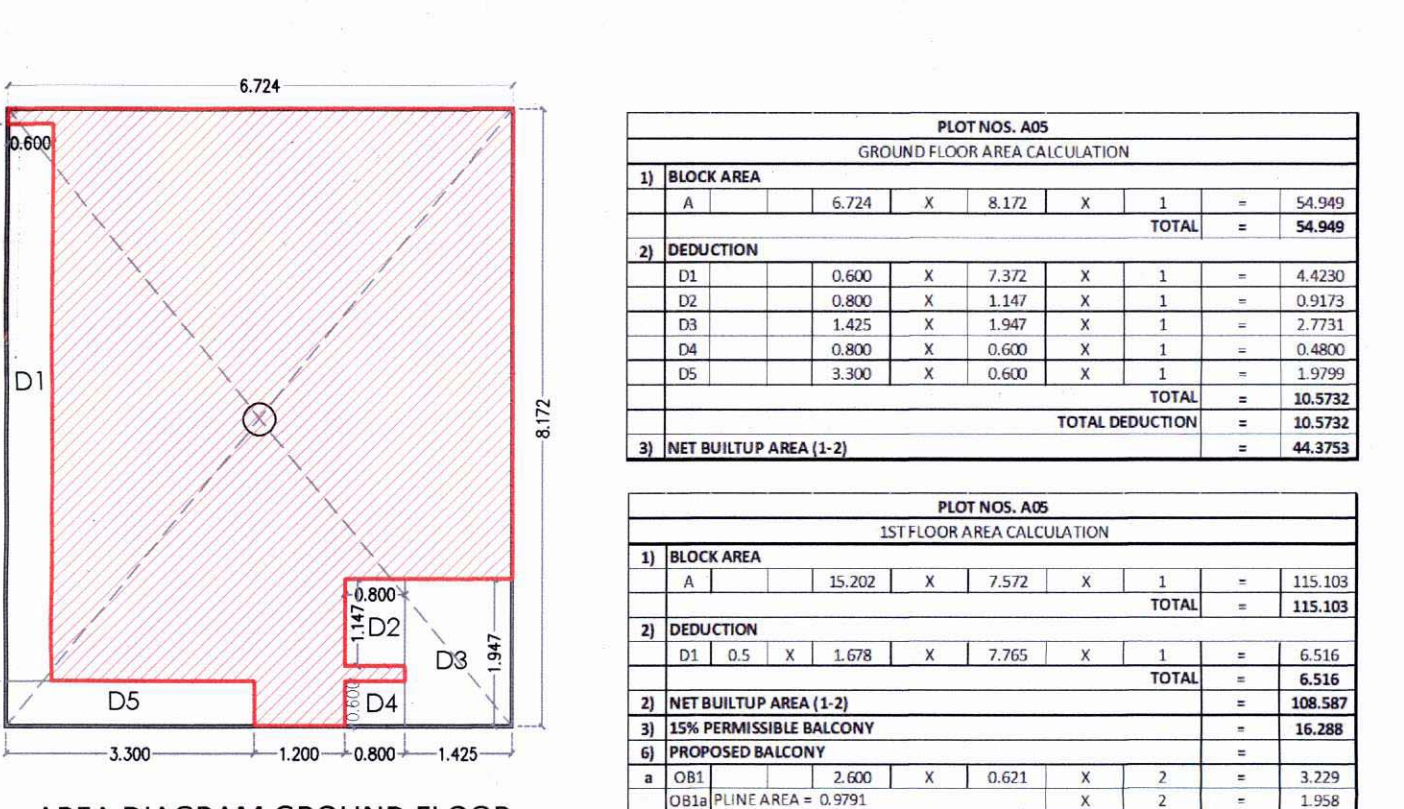 6.724
0.600
D1
8.172
0.800
1.147
D2
D3
1.947
D5
0.600
D4
3.300
1.200
0.800
1.425
AREA DIAGRAM GROUND FLOOR
PLOT NOS. A05
GROUND FLOOR AREA CALCULATION
1) BLOCK AREA
A 6.724 X 8.172 X 1 = 54.949
TOTAL = 54.949
2) DEDUCTION
D1 0.600 X 7.372 X 1 = 4.4230
D2 0.800 X 1.147 X 1 = 0.9173
D3 1.425 X 1.947 X 1 = 2.7731
D4 0.800 X 0.600 X 1 = 0.4800
D5 3.300 X 0.600 X 1 = 1.9799
TOTAL = 10.5732
TOTAL DEDUCTION = 10.5732
3) NET BUILTUP AREA (1-2) = 44.3753
PLOT NOS. A05
1ST FLOOR AREA CALCULATION
1) BLOCK AREA
A 15.202 X 7.572 X 1 = 115.103
TOTAL = 115.103
2) DEDUCTION
D1 0.5 X 1.678 X 7.765 X 1 = 6.516
TOTAL = 6.516
2) NET BUILTUP AREA (1-2) = 108.587
3) 15% PERMISSIBLE BALCONY = 16.288
6) PROPOSED BALCONY =
a OB1 2.600 X 0.621 X 2 = 3.229
OB1a PLINE AREA = 0.9791 X 2 = 1.958